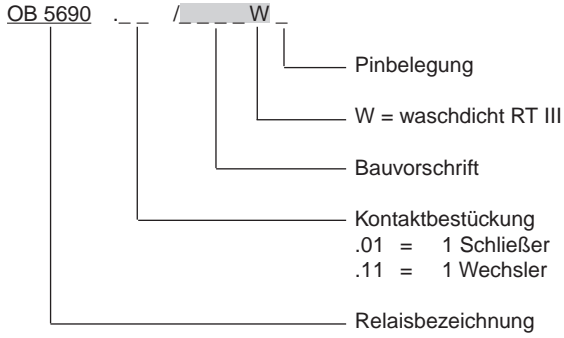 OB 5690 ._ _ /_ _ _ _ W _
Pinbelegung
W = waschdicht RT III
Bauvorschrift
Kontaktbestückung
.01 = 1 Schließer
.11 = 1 Wechsler
Relaisbezeichnung